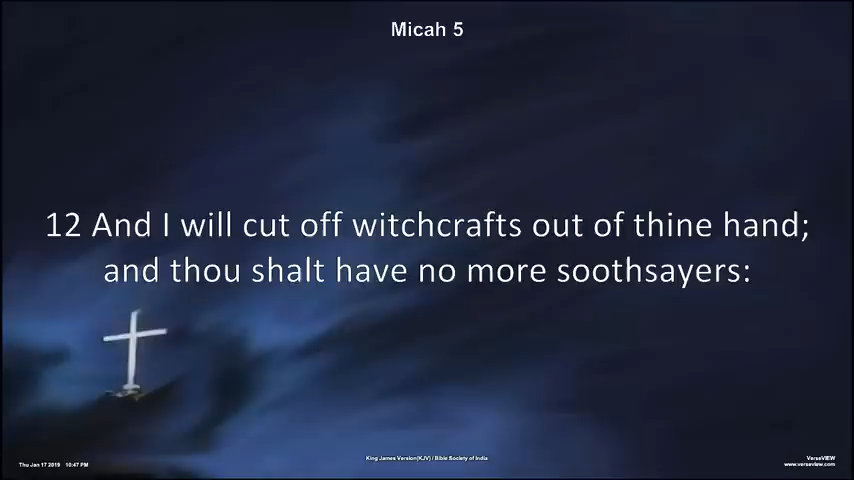 Micah 5
12 And I will cut off witchcrafts out of thine hand;
and thou shalt have no more soothsayers:
Thu Jan 17 2019 10:47 PM
King James Version(KJV) / Bible Society of India
VerseVIEW
www.verseview.com